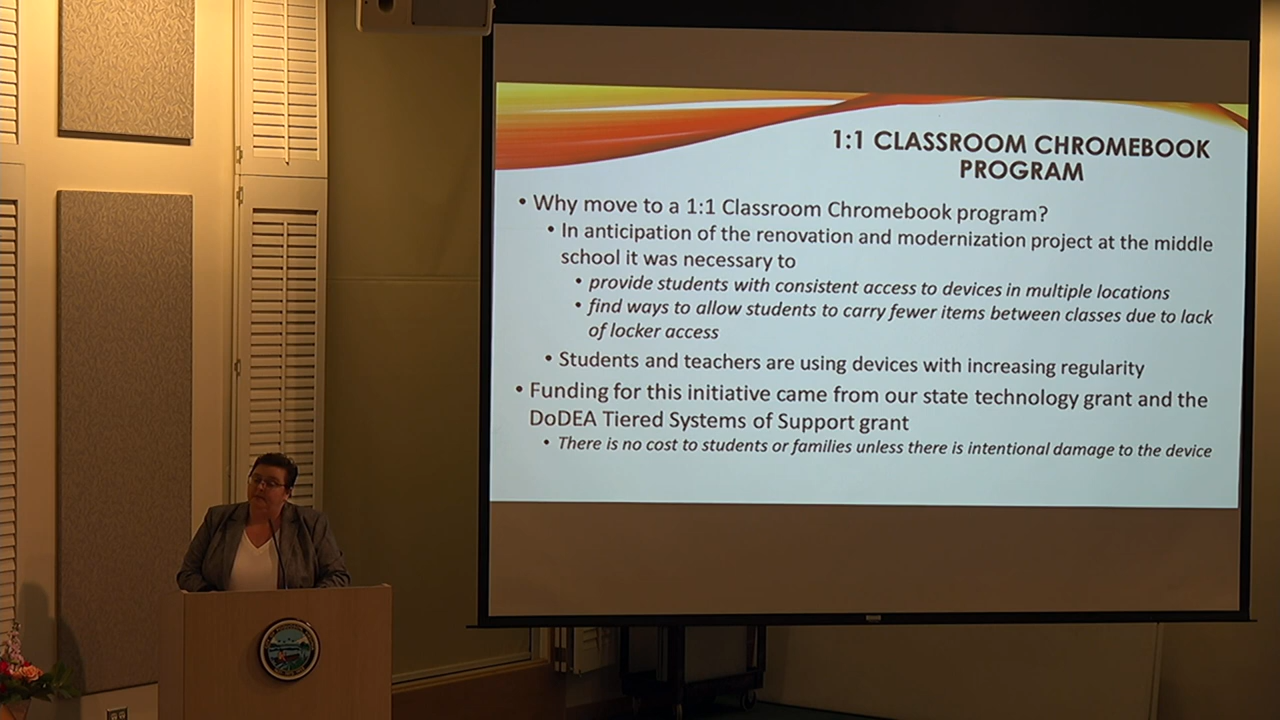 1:1 CLASSROOM CHROMEBOOK
PROGRAM
• Why move to a 1:1 Classroom Chromebook program?
• In anticipation of the renovation and modernization project at the middle
school it was necessary to
• provide students with consistent access to devices in multiple locations
• find ways to allow students to carry fewer items between classes due to lack
of locker access
• Students and teachers are using devices with increasing regularity
• Funding for this initiative came from our state technology grant and the
DoDEA Tiered Systems of Support grant
• There is no cost to students or families unless there is intentional damage to the device